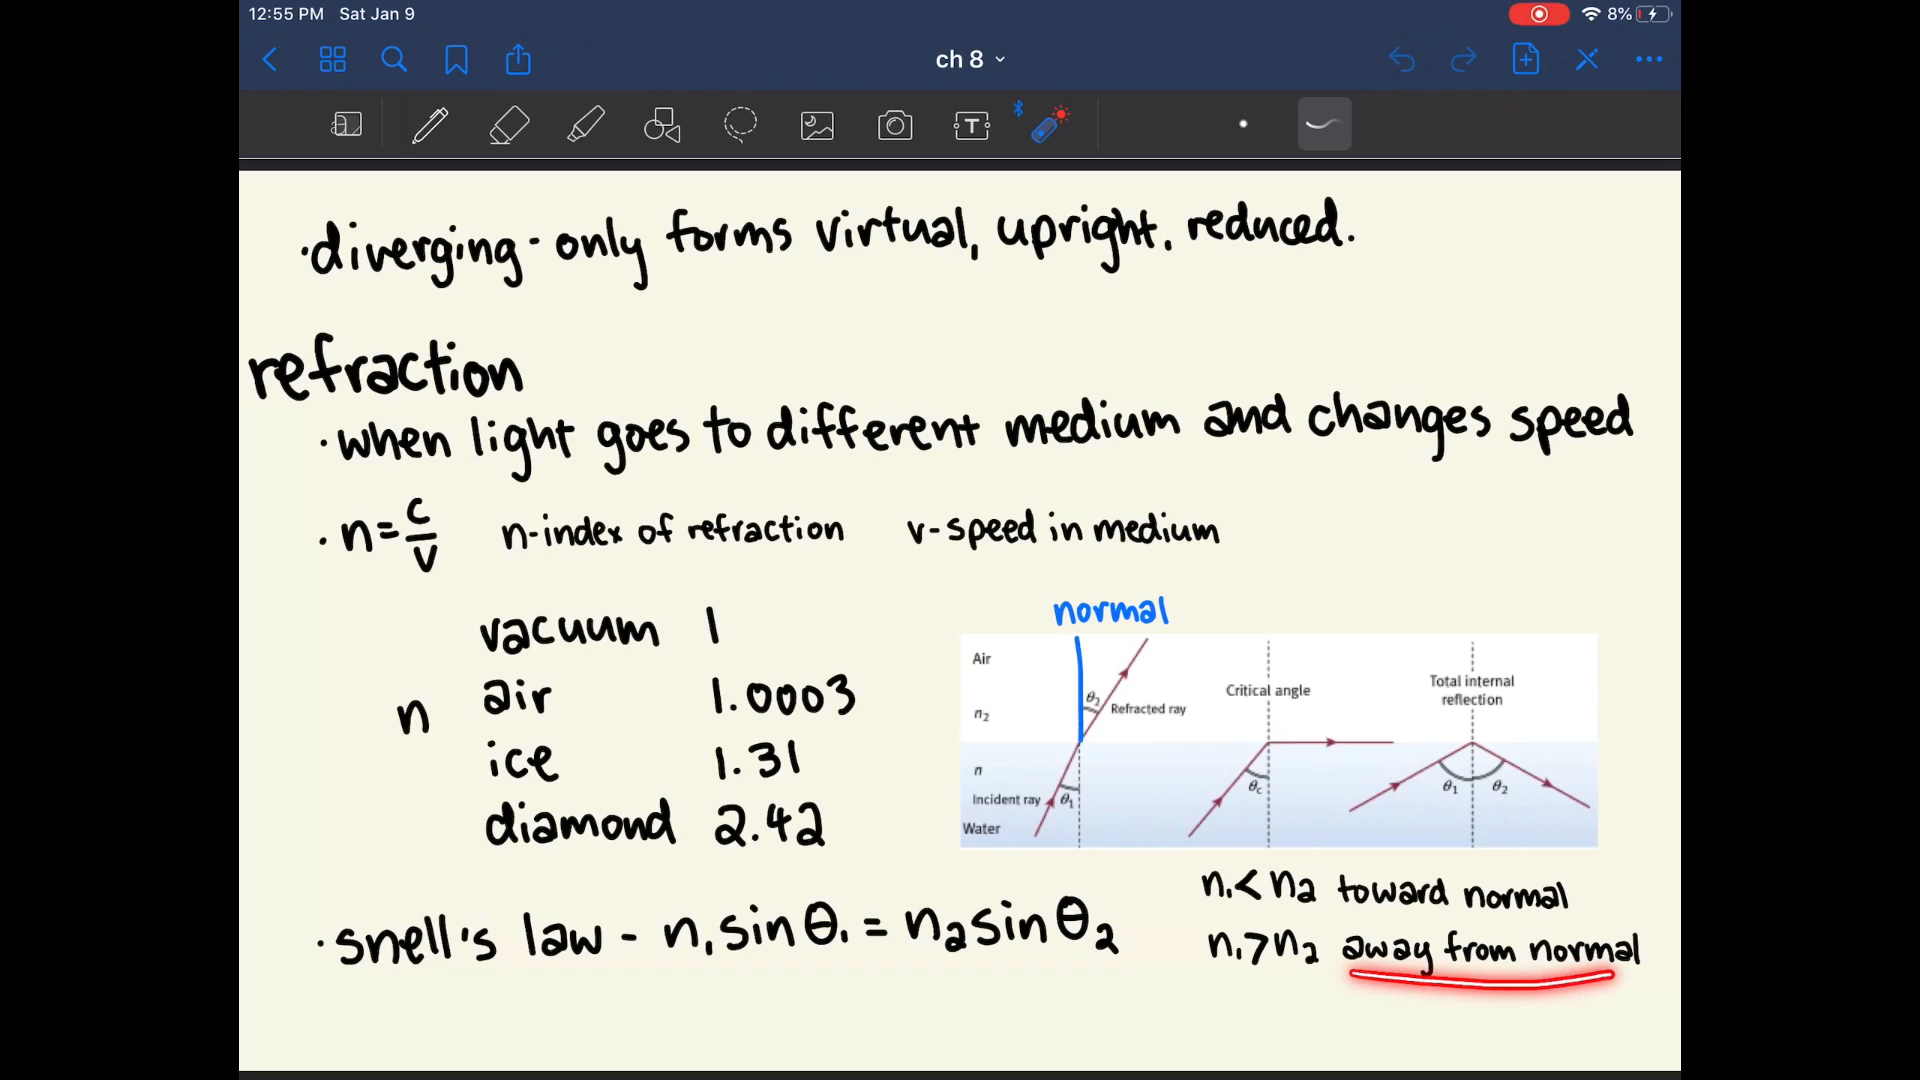 12:55 PM Sat Jan 9
8%
ch 8
T
·diverging - only forms virtual, upright, reduced.
refraction
·when light goes to different medium and changes speed
·n=c/v n-index of refraction v-speed in medium
vacuum 1
air 1.0003
n
ice 1.31
diamond 2.42
normal
Air
n₂
θ₂
Refracted ray
n
Incident ray
θ₁
Water
Critical angle
θc
Total internal
reflection
θ₁ θ₂
n₁<n₂ toward normal
n₁>n₂ away from normal
·snell's law - n₁sinθ₁ = n₂sinθ₂